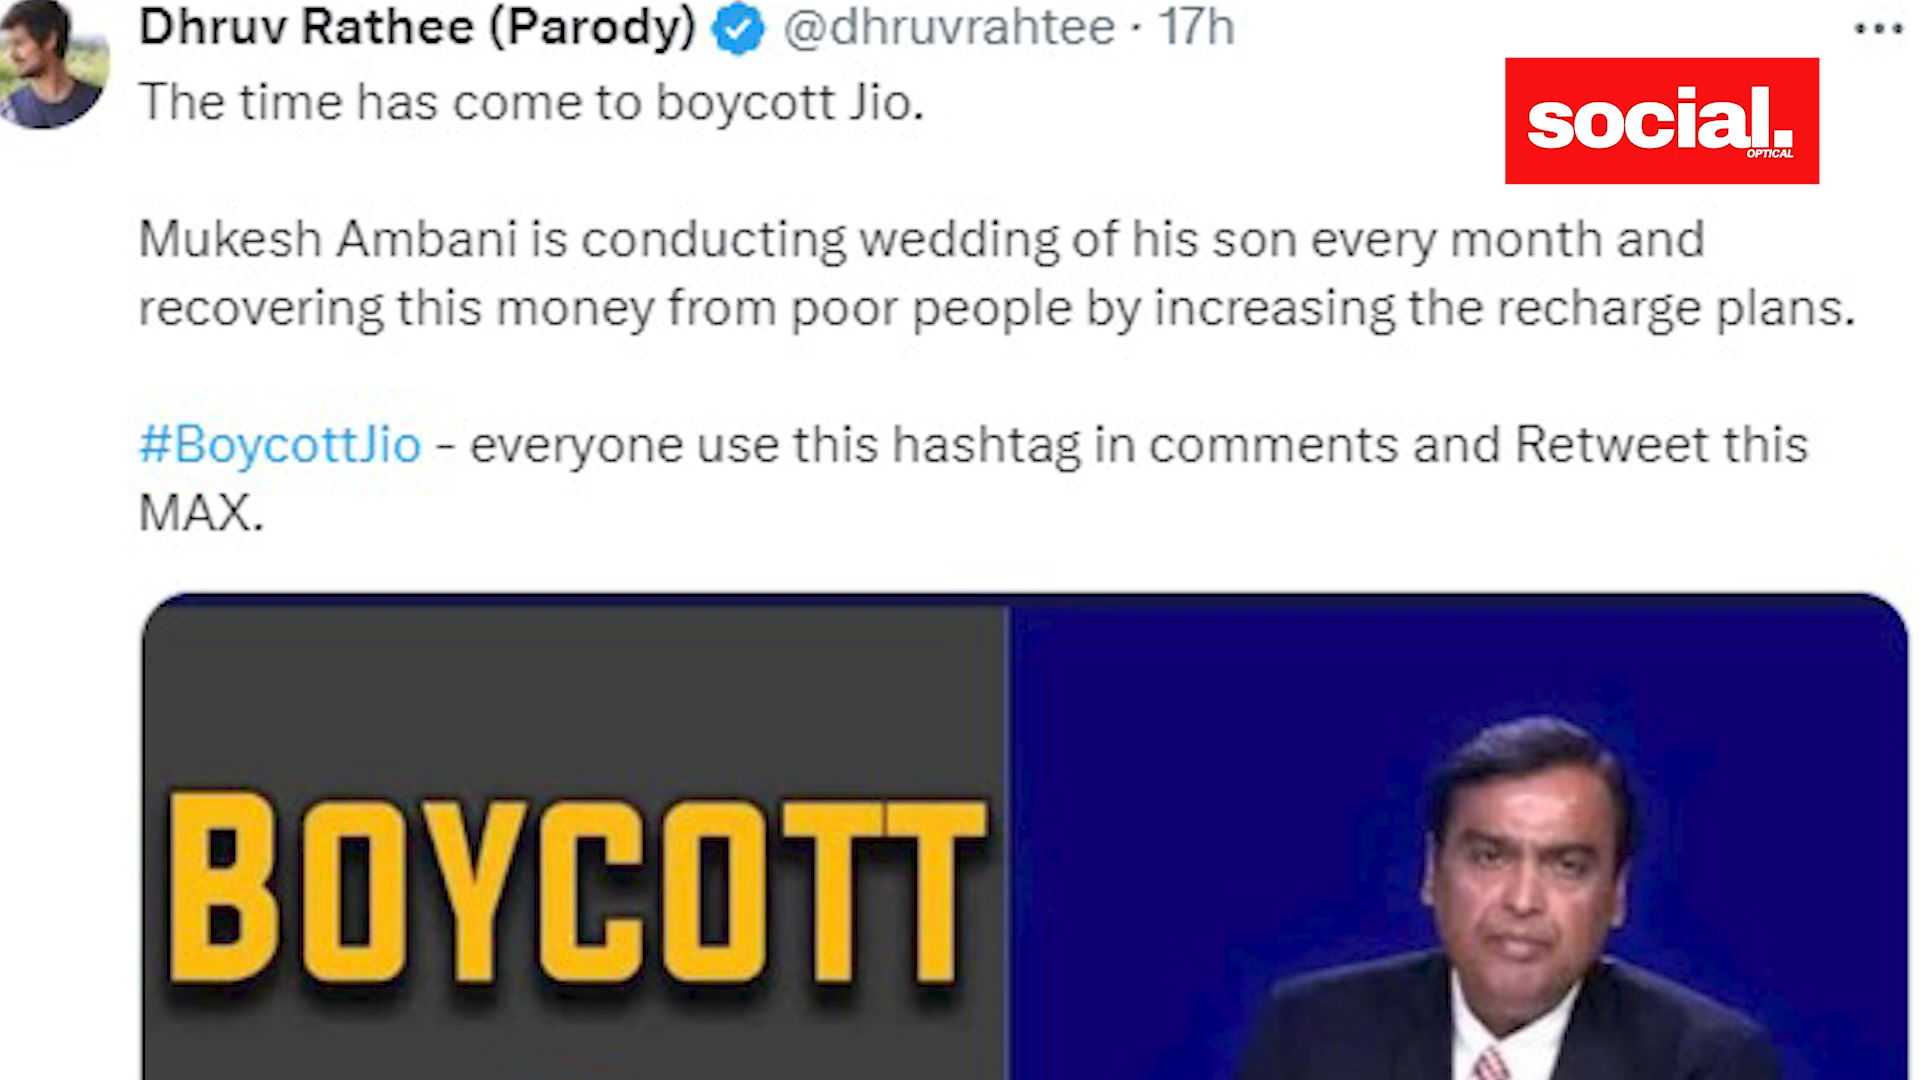 Dhruv Rathee (Parody) @dhruvrahtee · 17h
The time has come to boycott Jio.
social.
OPTICAL
Mukesh Ambani is conducting wedding of his son every month and
recovering this money from poor people by increasing the recharge plans.
#BoycottJio - everyone use this hashtag in comments and Retweet this
MAX.
BOYCOTT